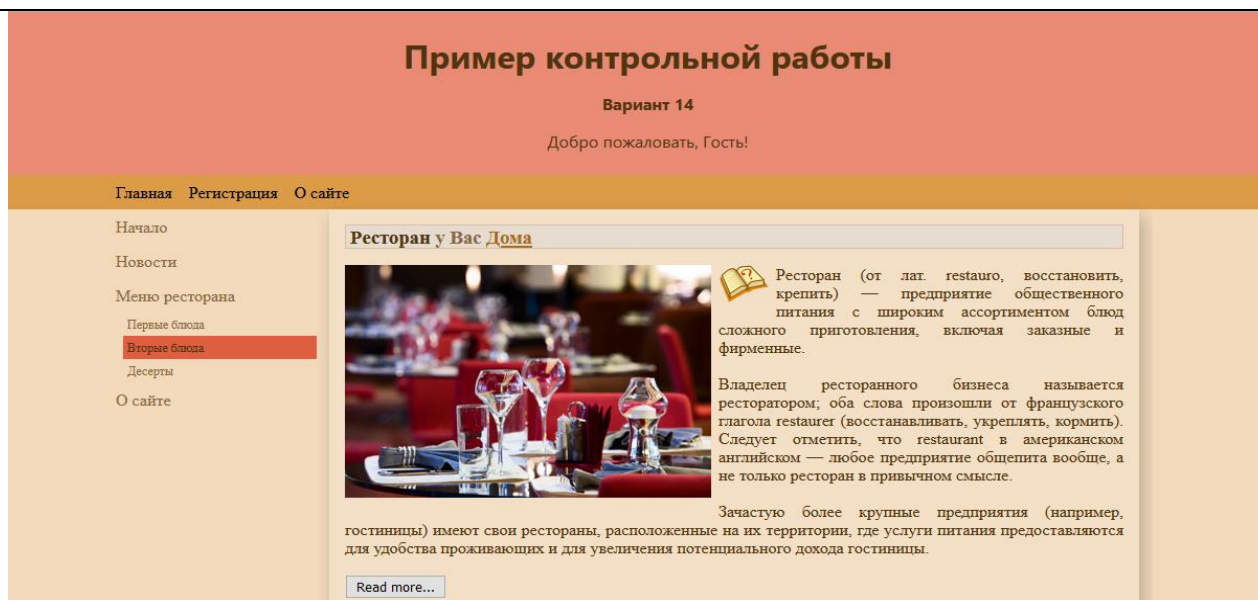 Пример контрольной работы
Вариант 14
Добро пожаловать, Гость!
Главная Регистрация О сайте
Начало
Новости
Меню ресторана
Первые блюда
Вторые блюда
Десерты
О сайте
Ресторан у Вас Дома
Ресторан (от лат. restauro, восстановить,
крепить) — предприятие общественного
питания с широким ассортиментом блюд
сложного приготовления, включая заказные и
фирменные.
Владелец ресторанного бизнеса называется
ресторатором; оба слова произошли от французского
глагола restaurer (восстанавливать, укреплять, кормить).
Следует отметить, что restaurant в американском
английском — любое предприятие общепита вообще, а
не только ресторан в привычном смысле.
Зачастую более крупные предприятия (например,
гостиницы) имеют свои рестораны, расположенные на их территории, где услуги питания предоставляются
для удобства проживающих и для увеличения потенциального дохода гостиницы.
Read more...